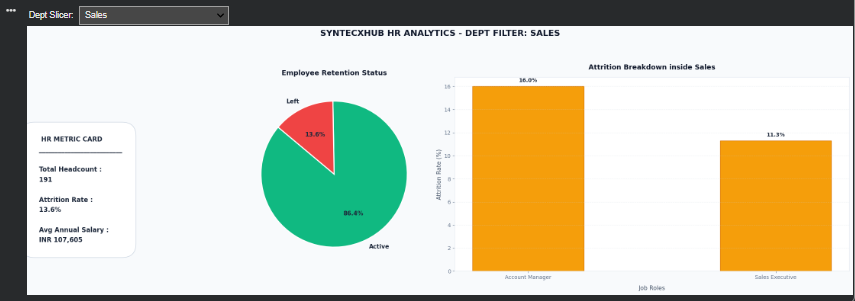 Dept Slicer: Sales
SYNTECXHUB HR ANALYTICS - DEPT FILTER: SALES
HR METRIC CARD
Total Headcount :
191
Attrition Rate :
13.6%
Avg Annual Salary :
INR 107,605
Employee Retention Status
Left
13.6%
86.4%
Active
Attrition Breakdown inside Sales
Attrition Rate (%)
16
14
12
10
8
6
4
2
0
16.0%
11.3%
Account Manager
Sales Executive
Job Roles